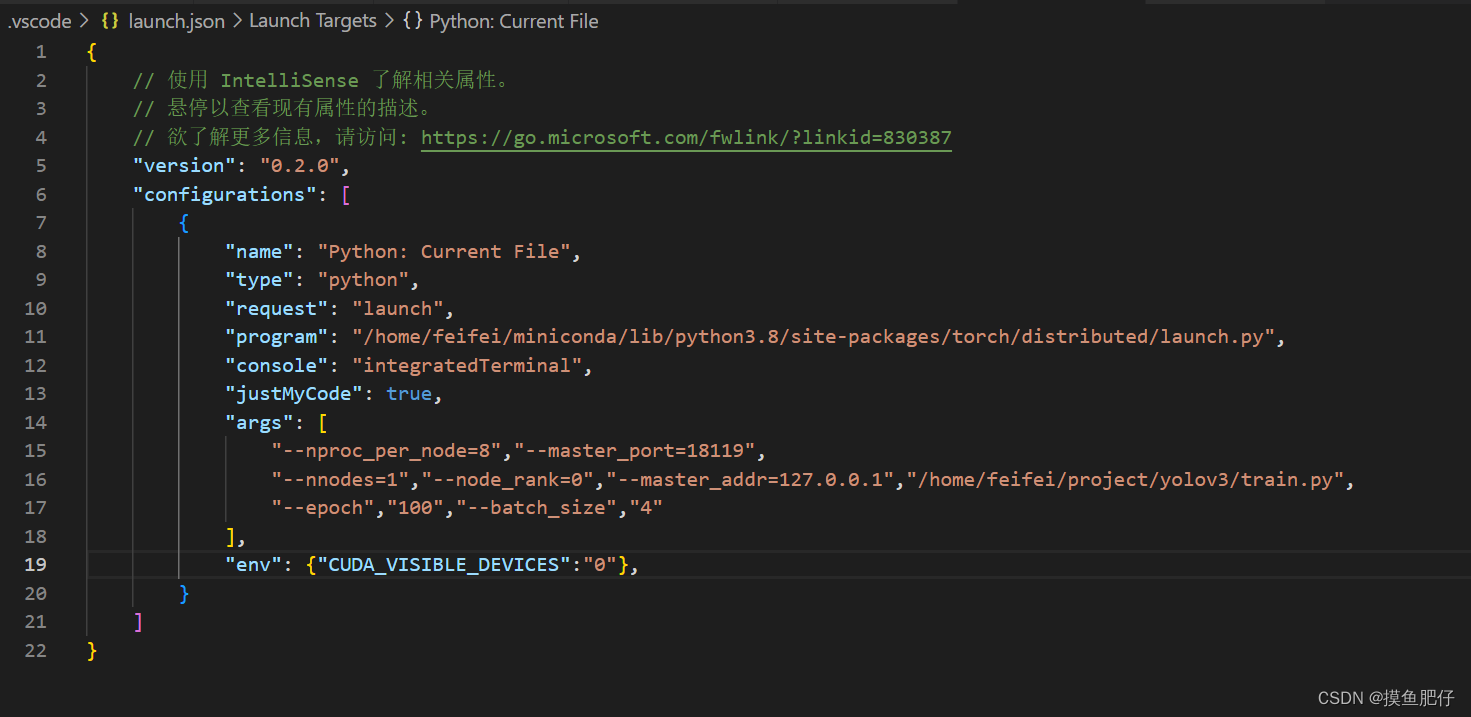 .vscode > {} launch.json > Launch Targets > {} Python: Current File
1 {
2 // 使用 IntelliSense 了解相关属性。
3 // 悬停以查看现有属性的描述。
4 // 欲了解更多信息，请访问: https://go.microsoft.com/fwlink/?linkid=830387
5 "version": "0.2.0",
6 "configurations": [
7 {
8 "name": "Python: Current File",
9 "type": "python",
10 "request": "launch",
11 "program": "/home/feifei/miniconda/lib/python3.8/site-packages/torch/distributed/launch.py",
12 "console": "integratedTerminal",
13 "justMyCode": true,
14 "args": [
15 "--nproc_per_node=8","--master_port=18119",
16 "--nnodes=1","--node_rank=0","--master_addr=127.0.0.1","/home/feifei/project/yolov3/train.py",
17 "--epoch","100","--batch_size","4"
18 ],
19 "env": {"CUDA_VISIBLE_DEVICES":"0"},
20 }
21 ]
22 }
CSDN @摸鱼肥仔